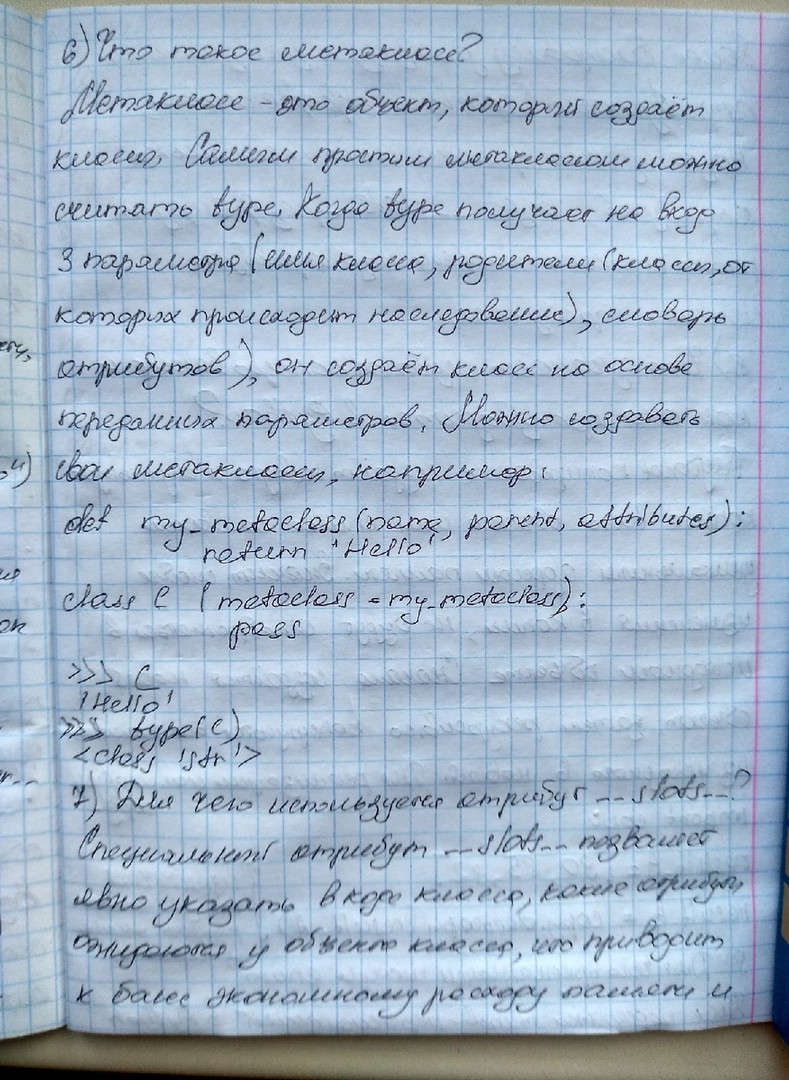 6) Что такое метакласс?
Метакласс - это объект, который создаёт
классы. Самым простым метаклассом можно
считать type. Когда type получает на вход
3 параметра (имя класса, родители (классы, от
которых происходит наследование), словарь
атрибутов), он создаёт класс на основе
переданных параметров. Можно создавать
свои метаклассы, например:
def my_metaclass(name, parent, attributes):
return 'Hello'
class C (metaclass = my_metaclass):
pass
>>> C
'Hello'
>>> type(C)
<class 'str'>
7) Для чего используется атрибут __slots__?
Специальный атрибут __slots__ позволяет
явно указать в коде класса, какие атрибуты
ожидаются у объекта класса, что приводит
к более экономному расходу памяти и